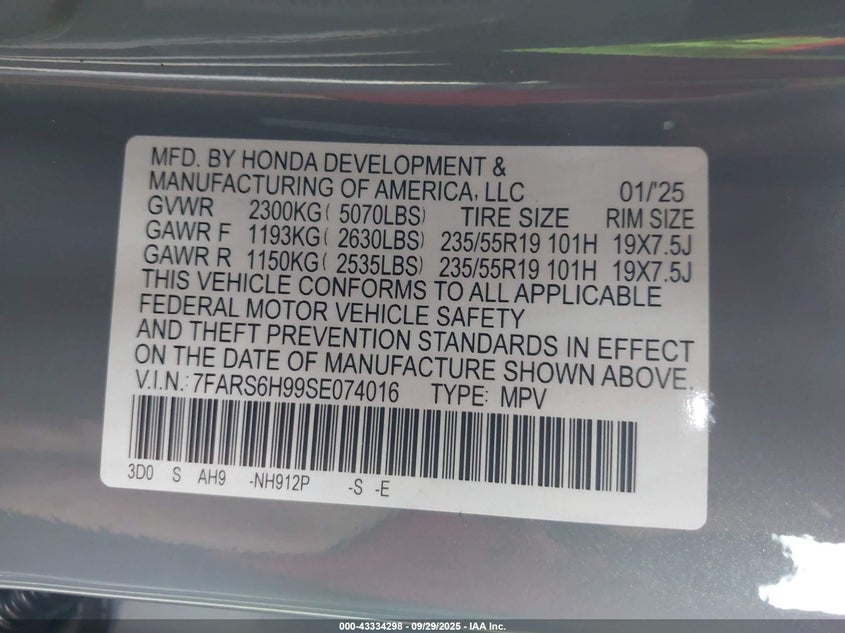 MFD. BY HONDA DEVELOPMENT &
MANUFACTURING OF AMERICA, LLC 01/'25
GVWR 2300KG( 5070LBS) TIRE SIZE RIM SIZE
GAWR F 1193KG( 2630LBS) 235/55R19 101H 19X7.5J
GAWR R 1150KG( 2535LBS) 235/55R19 101H 19X7.5J
THIS VEHICLE CONFORMS TO ALL APPLICABLE
FEDERAL MOTOR VEHICLE SAFETY
AND THEFT PREVENTION STANDARDS IN EFFECT
ON THE DATE OF MANUFACTURE SHOWN ABOVE.
V.I.N.: 7FARS6H99SE074016 TYPE: MPV
3D0 S AH9 -NH912P -S -E
000-43334298 - 09/29/2025 - IAA Inc.